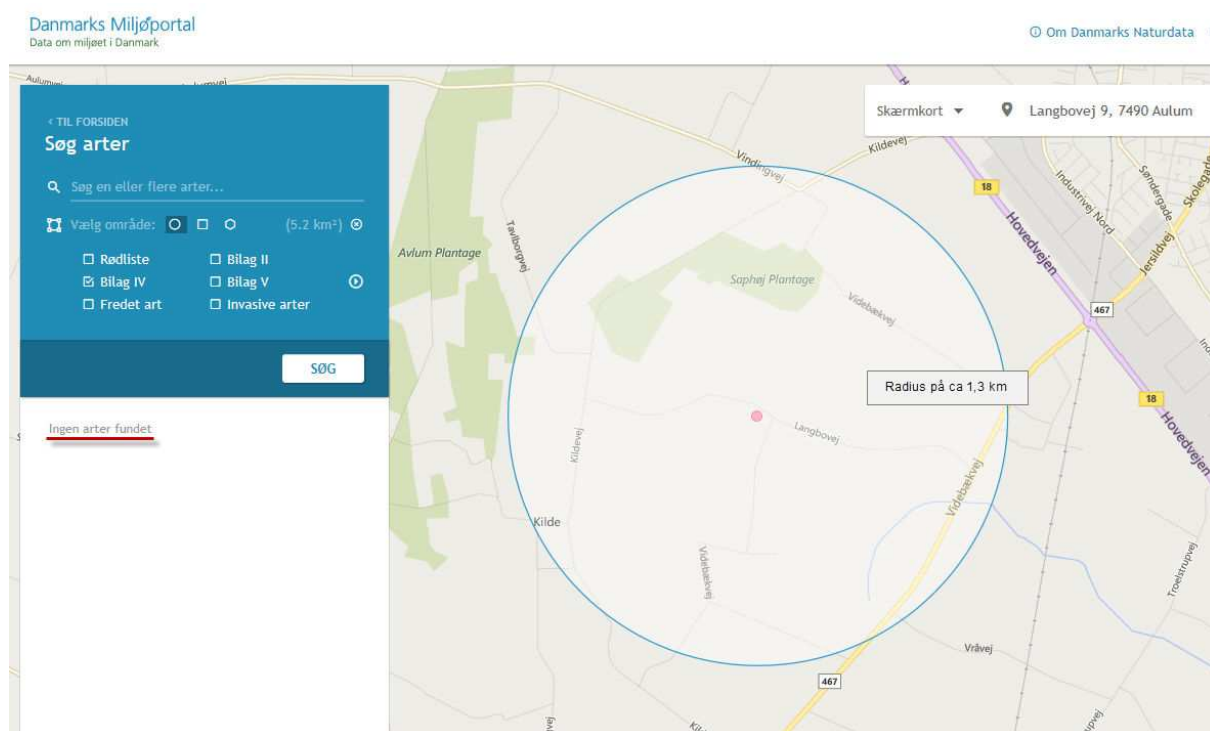 Danmarks Miljøportal
Data om miljøet i Danmark
Om Danmarks Naturdata
‹ TIL FORSIDEN
Søg arter
Søg en eller flere arter...
Vælg område: (5.2 km²)
Rødliste Bilag II
Bilag IV Bilag V
Fredet art Invasive arter
SØG
Ingen arter fundet
Skærmkort Langbovej 9, 7490 Aulum
Vindingvej
Kildevej
18
Hovedvejen
Industrivej Nord
Søndergade
Skolegade
Jersildvej
Tavlborgvej
Avlum Plantage
Saphøj Plantage
Videbækvej
467
Radius på ca 1,3 km
18
Hovedvejen
Langbovej
Kildevej
Videbækvej
Kilde
Videbækvej
Troelstrupvej
Vråvej
467